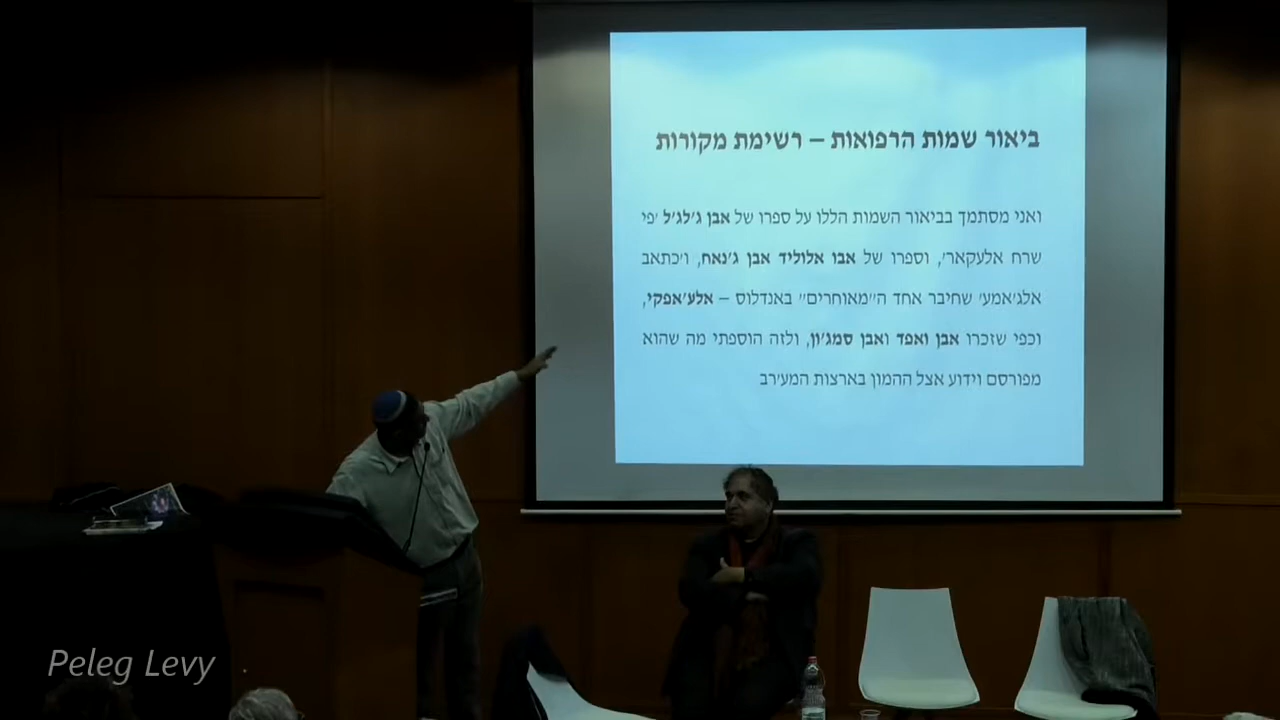 ביאור שמות הרפואות – רשימת מקורות
ואני מסתמך בביאור השמות הללו על ספרו של אבן ג׳לג׳ל ׳פי
שרח אלעקאר׳, וספרו של אבו אלוליד אבן ג׳נאח, ו׳כתאב
אלג׳אמע׳ שחיבר אחד ה״מאוחרים״ באנדלוס – אלע׳אפקי,
וכפי שזכרו אבן ואפד ואבן סמג׳ון, ולזה הוספתי מה שהוא
מפורסם וידוע אצל ההמון בארצות המע׳רב
Peleg Levy